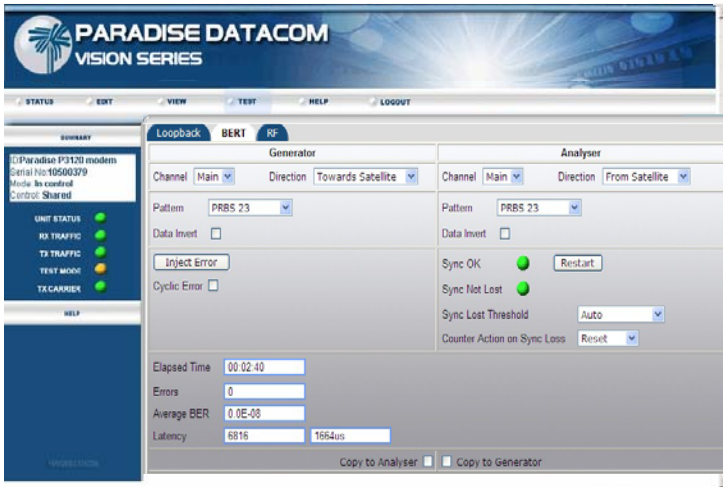 PARADISE DATACOM
VISION SERIES
STATUS EDIT VIEW TEST HELP LOGOUT
SUMMARY
ID:Paradise P3120 modem
Serial No:10500379
Mode: In control
Control: Shared
UNIT STATUS
RX TRAFFIC
TX TRAFFIC
TEST MODE
TX CARRIER
HELP
Loopback BERT RF
Generator Analyser
Channel Main Direction Towards Satellite Channel Main Direction From Satellite
Pattern PRBS 23 Pattern PRBS 23
Data Invert Data Invert
Inject Error Sync OK Restart
Cyclic Error Sync Not Lost
Sync Lost Threshold Auto
Counter Action on Sync Loss Reset
Elapsed Time 00:02:40
Errors 0
Average BER 0.0E-08
Latency 6816 1664us
Copy to Analyser Copy to Generator